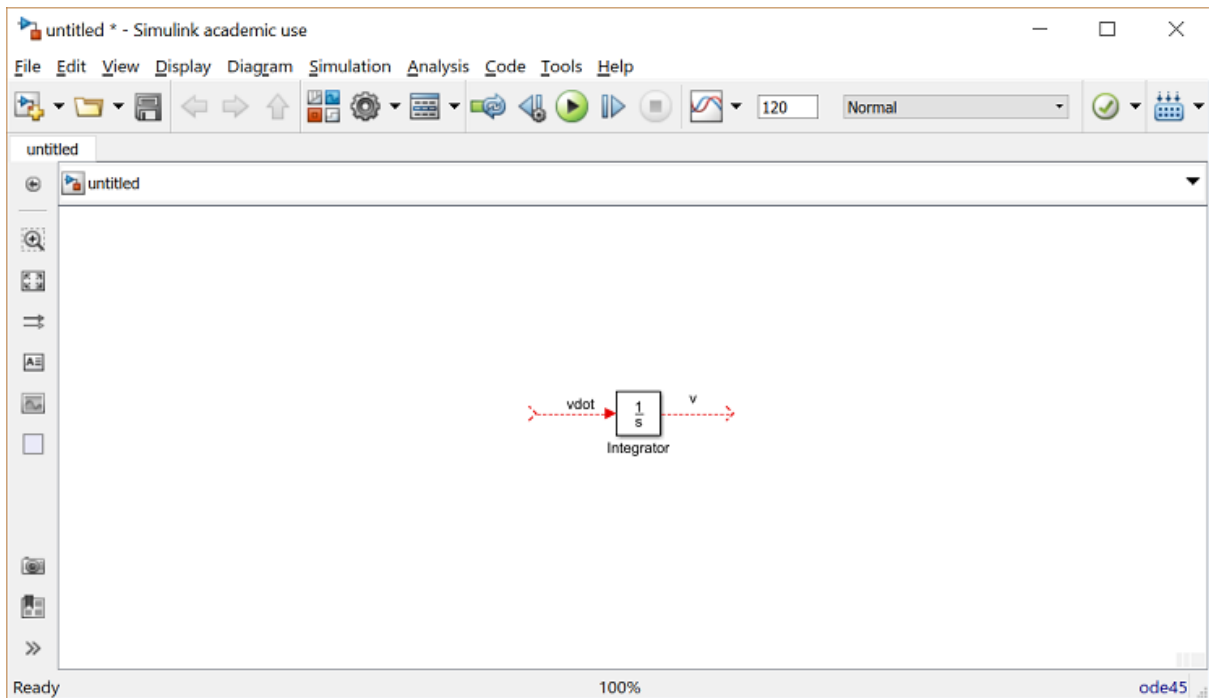 untitled * - Simulink academic use
File Edit View Display Diagram Simulation Analysis Code Tools Help
120 Normal
untitled
untitled
vdot 1/s v
Integrator
Ready 100% ode45